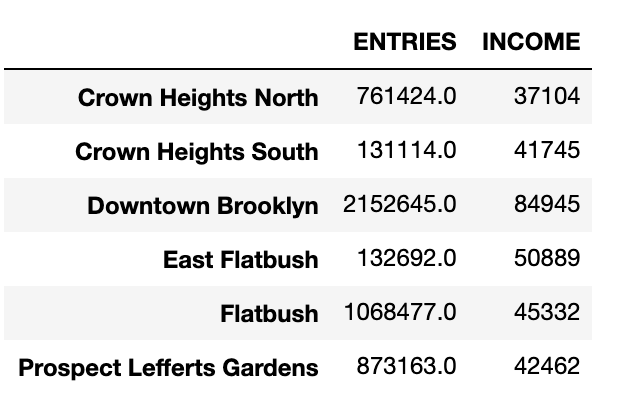 ENTRIES INCOME
Crown Heights North 761424.0 37104
Crown Heights South 131114.0 41745
Downtown Brooklyn 2152645.0 84945
East Flatbush 132692.0 50889
Flatbush 1068477.0 45332
Prospect Lefferts Gardens 873163.0 42462